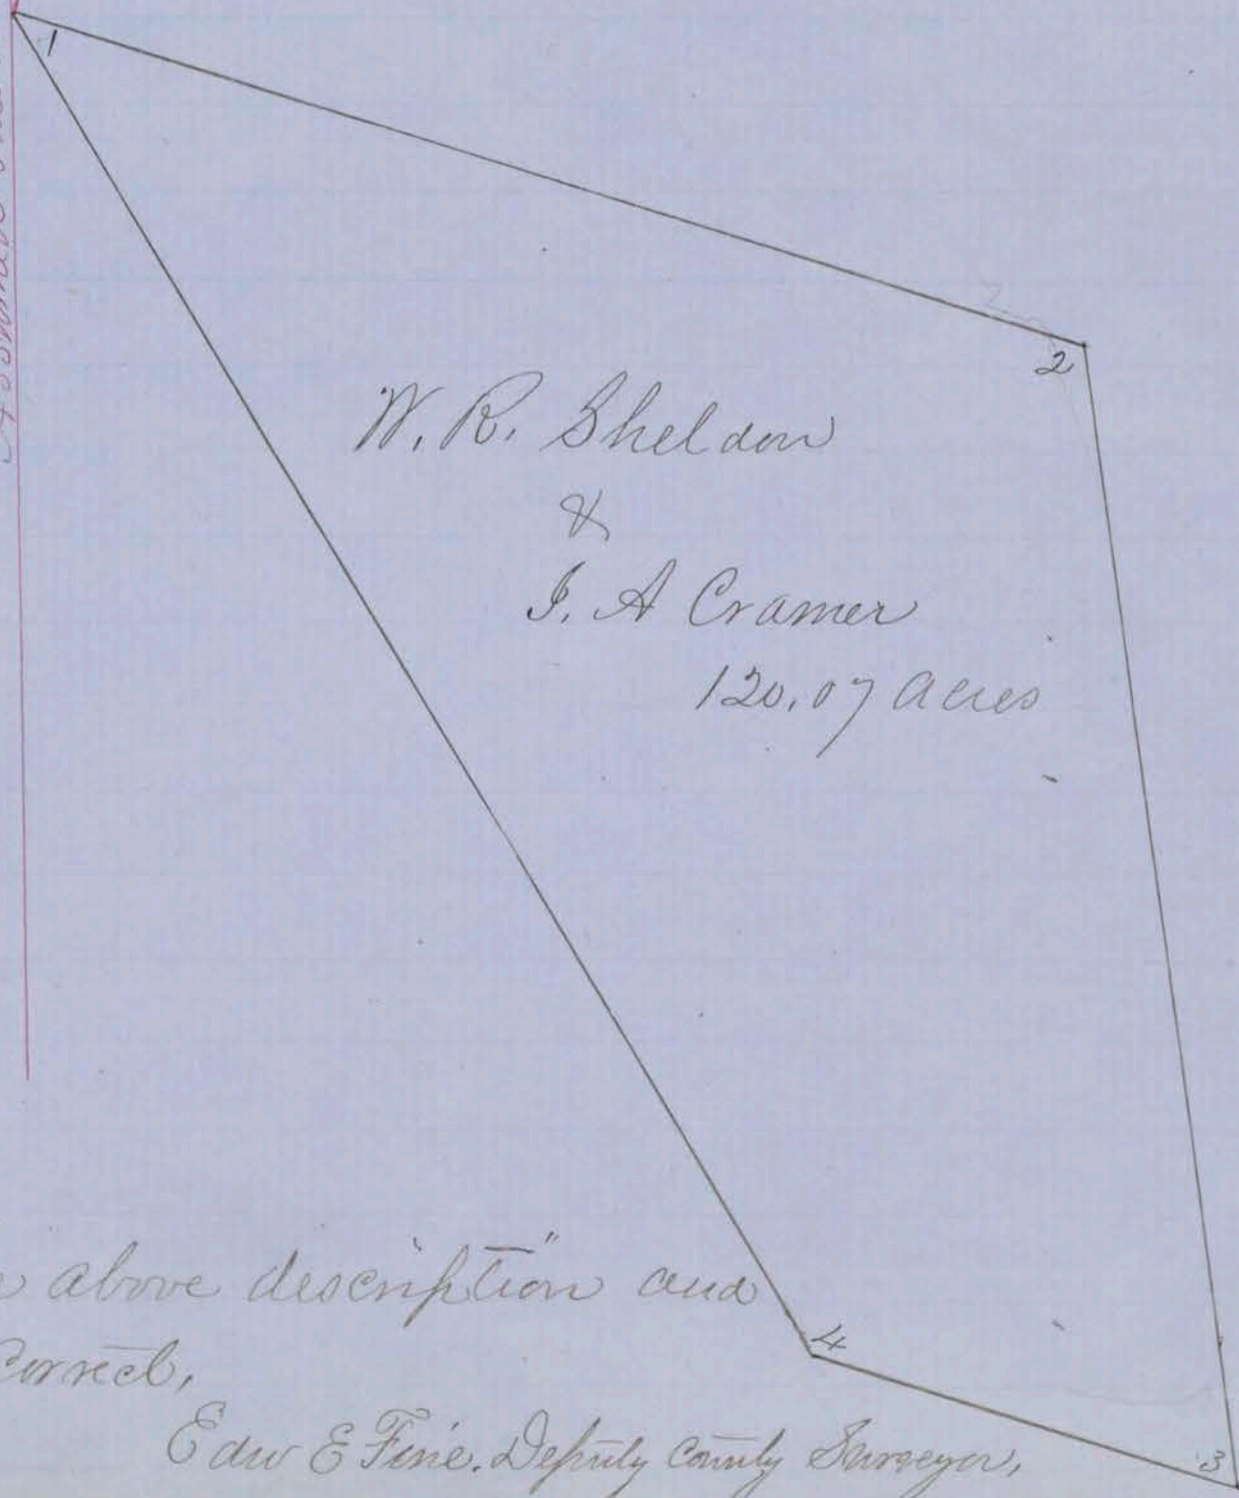 1
2
W. R. Sheldon
&
I. A Cramer
120.07 acres
above description and
Correct,
4
Edw E Fine. Deputy County Surveyor,
3